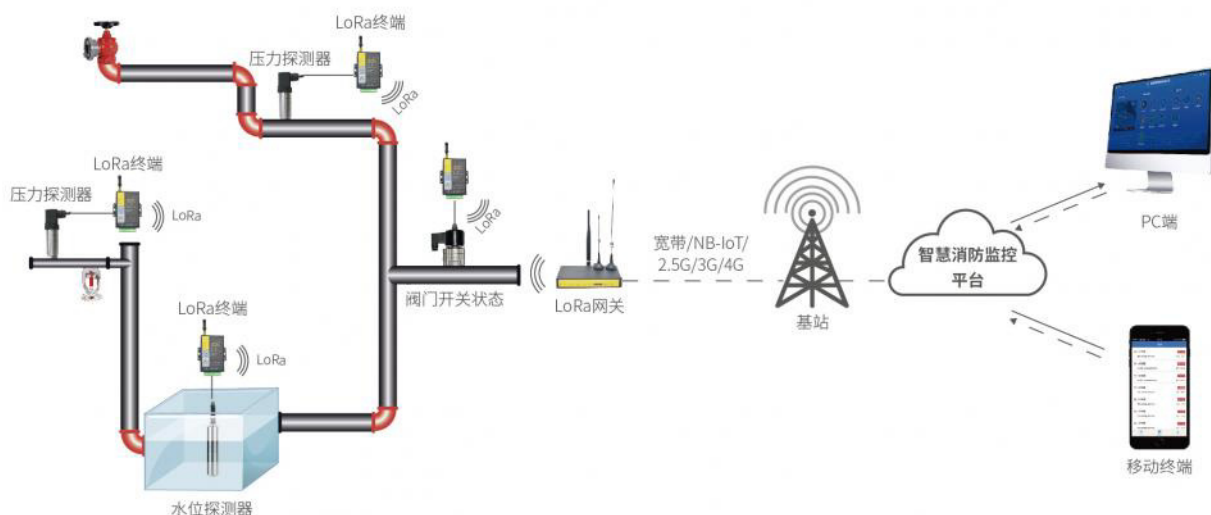 LoRa终端
压力探测器
LoRa
LoRa终端
压力探测器
LoRa
LoRa
阀门开关状态
LoRa终端
LoRa
水位探测器
LoRa网关
宽带/NB-IoT/
2.5G/3G/4G
基站
智慧消防监控
平台
PC端
移动终端